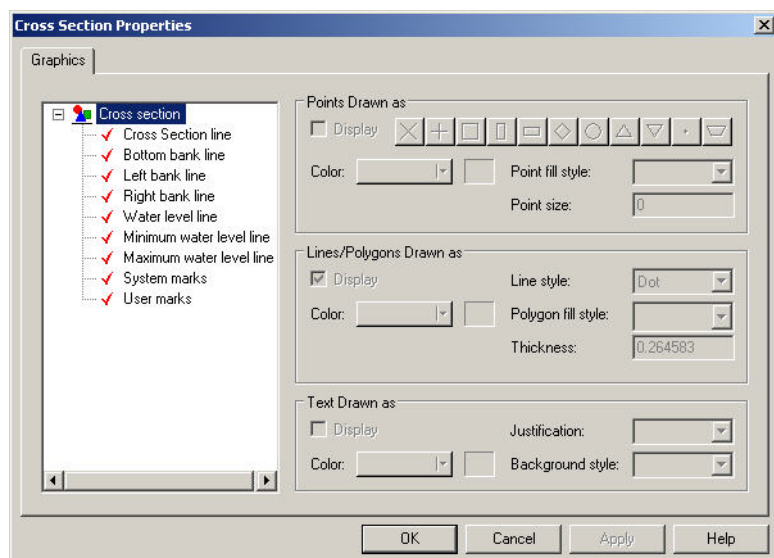 Cross Section Properties
Graphics
Cross section
Cross Section line
Bottom bank line
Left bank line
Right bank line
Water level line
Minimum water level line
Maximum water level line
System marks
User marks
Points Drawn as
Display
Color:
Point fill style:
Point size: 0
Lines/Polygons Drawn as
Display
Line style: Dot
Color:
Polygon fill style:
Thickness: 0.264583
Text Drawn as
Display
Justification:
Color:
Background style:
OK Cancel Apply Help